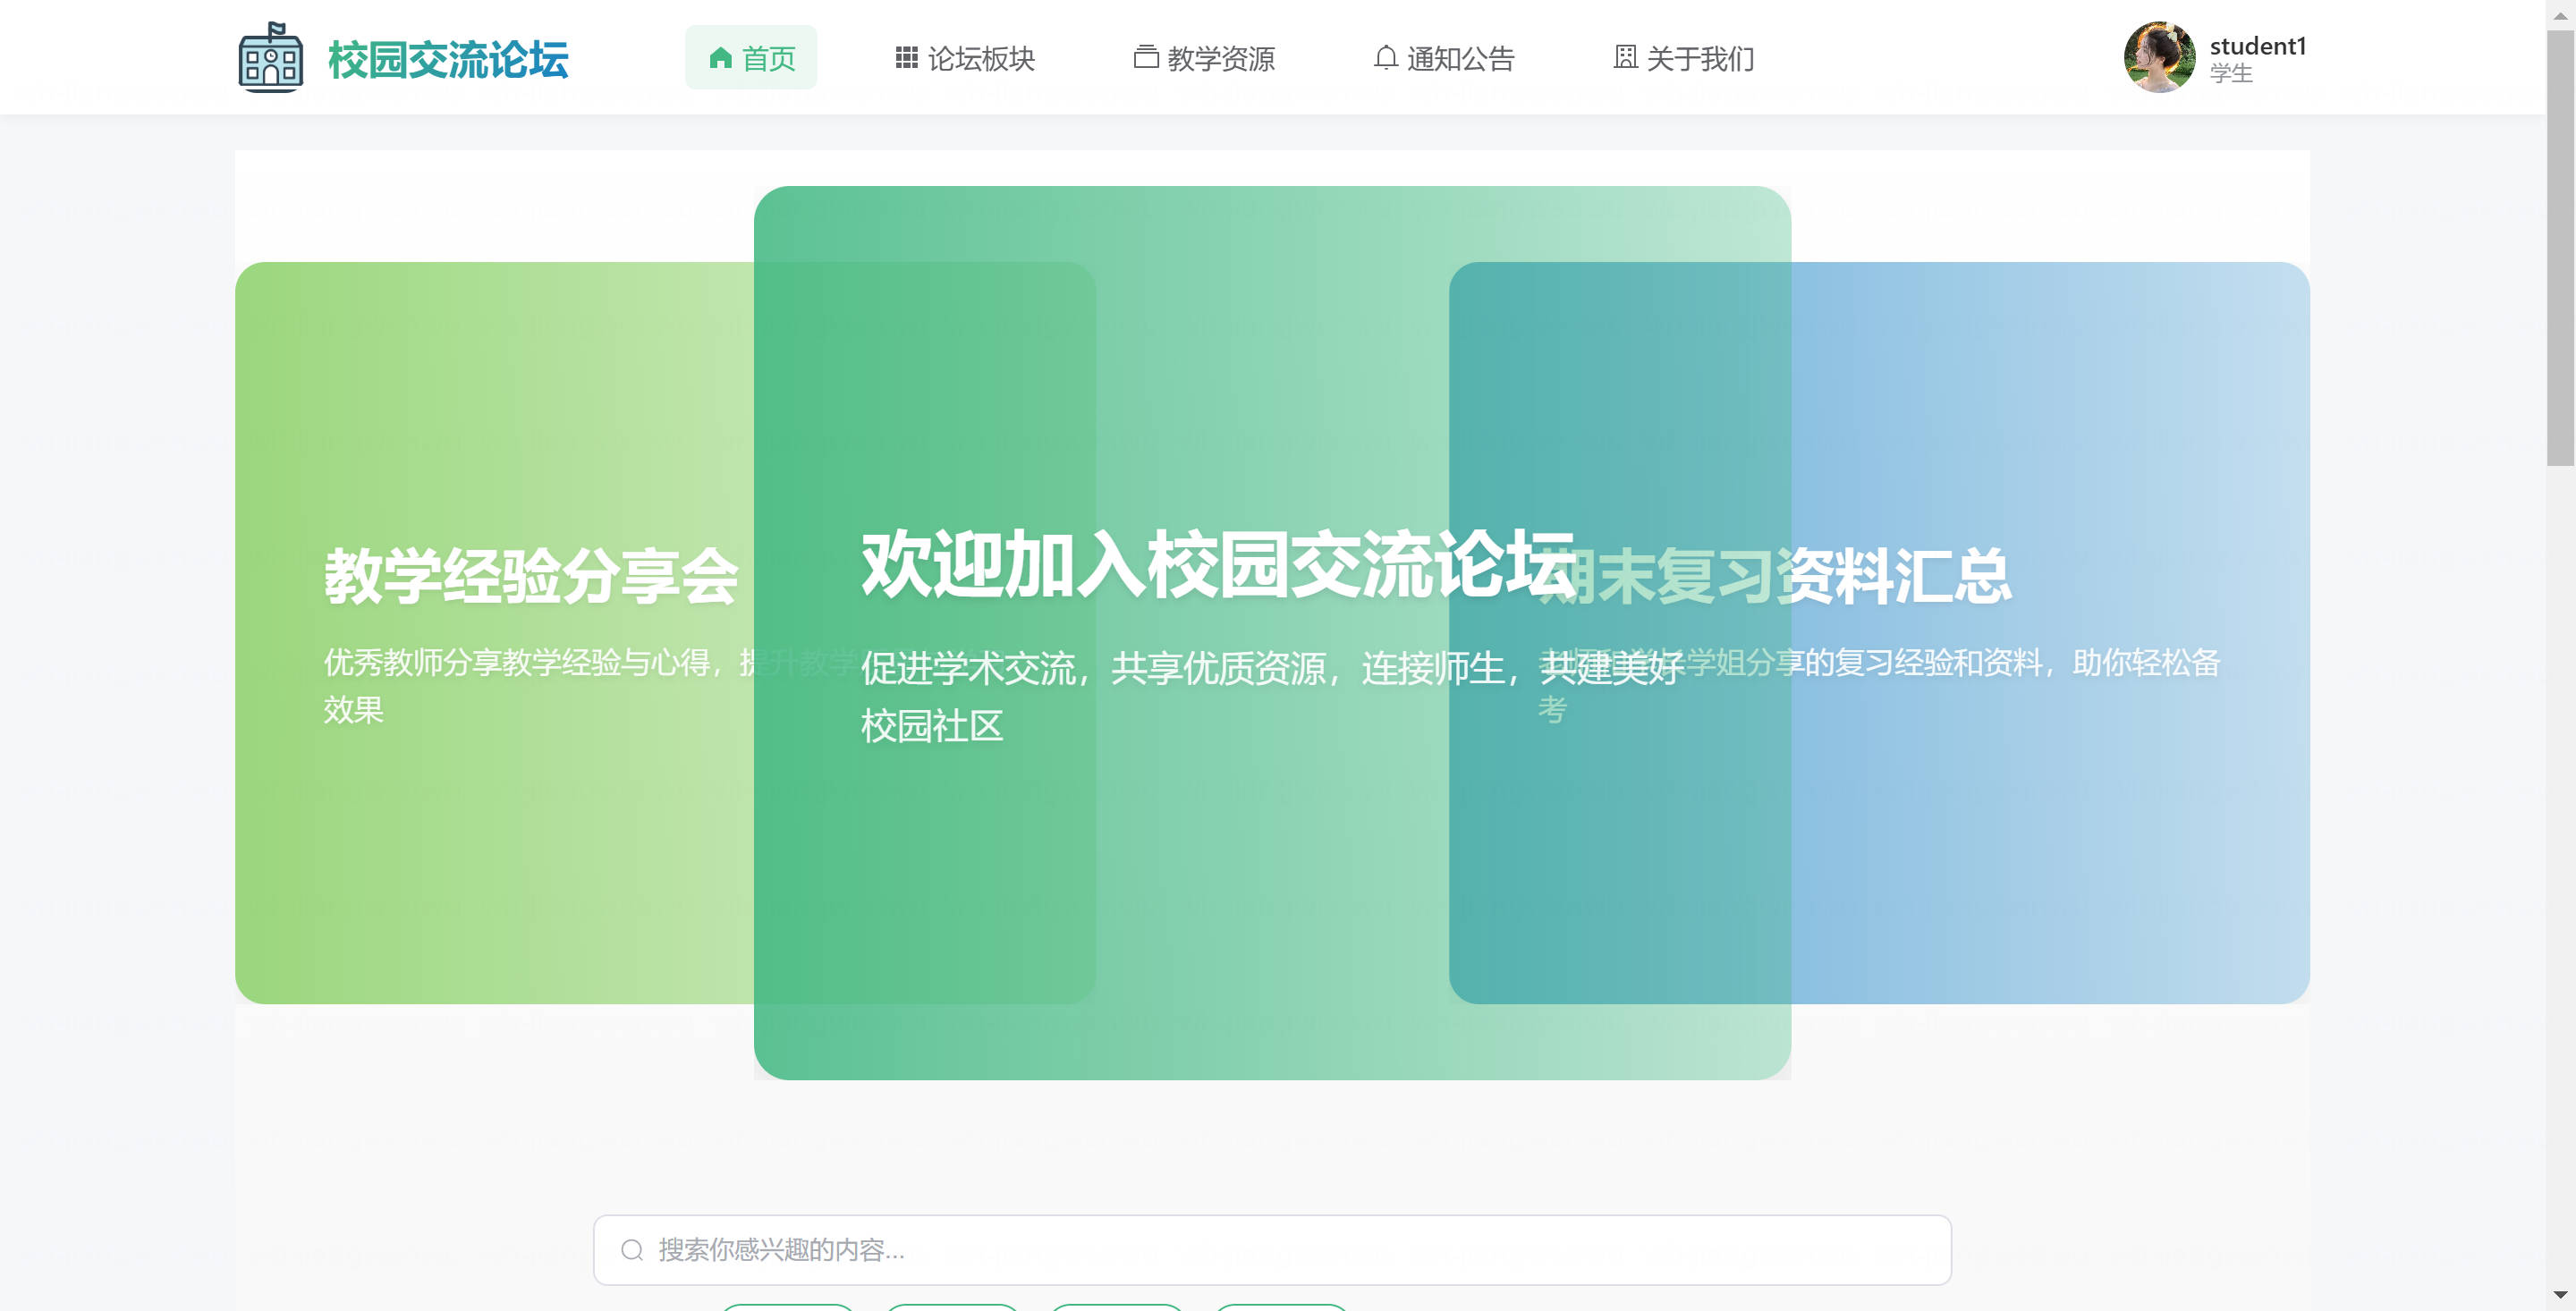 校园交流论坛
首页
论坛板块
教学资源
通知公告
关于我们
student1
学生
教学经验分享会
优秀教师分享教学经验与心得，提升教学
效果
欢迎加入校园交流论坛
促进学术交流，共享优质资源，连接师生，共建美好
校园社区
期末复习资料汇总
学姐分享的复习经验和资料，助你轻松备
考
搜索你感兴趣的内容...